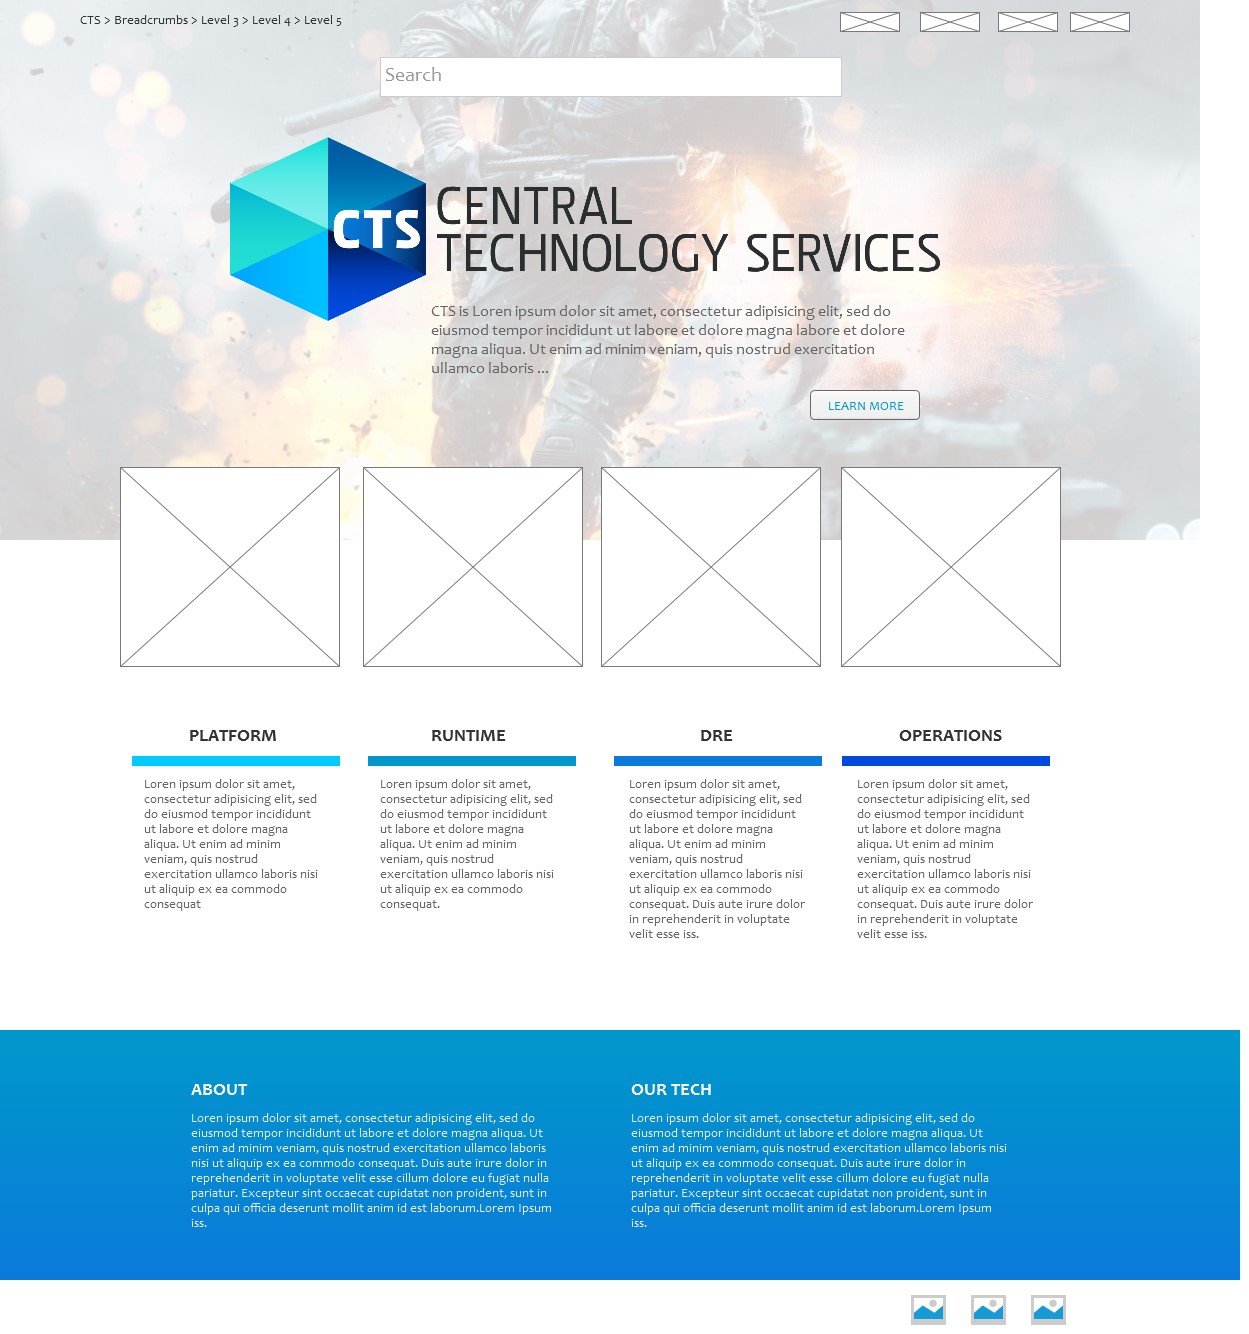 CTS > Breadcrumbs > Level 3 > Level 4 > Level 5
Search
CTS
CENTRAL
TECHNOLOGY SERVICES
CTS is Loren ipsum dolor sit amet, consectetur adipisicing elit, sed do
eiusmod tempor incididunt ut labore et dolore magna labore et dolore
magna aliqua. Ut enim ad minim veniam, quis nostrud exercitation
ullamco laboris ...
LEARN MORE
PLATFORM
Lorem ipsum dolor sit amet,
consectetur adipisicing elit, sed
do eiusmod tempor incididunt
ut labore et dolore magna
aliqua. Ut enim ad minim
veniam, quis nostrud
exercitation ullamco laboris nisi
ut aliquip ex ea commodo
consequat
RUNTIME
Lorem ipsum dolor sit amet,
consectetur adipisicing elit, sed
do eiusmod tempor incididunt
ut labore et dolore magna
aliqua. Ut enim ad minim
veniam, quis nostrud
exercitation ullamco laboris nisi
ut aliquip ex ea commodo
consequat.
DRE
Lorem ipsum dolor sit amet,
consectetur adipisicing elit, sed
do eiusmod tempor incididunt
ut labore et dolore magna
aliqua. Ut enim ad minim
veniam, quis nostrud
exercitation ullamco laboris nisi
ut aliquip ex ea commodo
consequat. Duis aute irure dolor
in reprehenderit in voluptate
velit esse iss.
OPERATIONS
Lorem ipsum dolor sit amet,
consectetur adipisicing elit, sed
do eiusmod tempor incididunt
ut labore et dolore magna
aliqua. Ut enim ad minim
veniam, quis nostrud
exercitation ullamco laboris nisi
ut aliquip ex ea commodo
consequat. Duis aute irure dolor
in reprehenderit in voluptate
velit esse iss.
ABOUT
Lorem ipsum dolor sit amet, consectetur adipisicing elit, sed do
eiusmod tempor incididunt ut labore et dolore magna aliqua. Ut
enim ad minim veniam, quis nostrud exercitation ullamco laboris
nisi ut aliquip ex ea commodo consequat. Duis aute irure dolor in
reprehenderit in voluptate velit esse cillum dolore eu fugiat nulla
pariatur. Excepteur sint occaecat cupidatat non proident, sunt in
culpa qui officia deserunt mollit anim id est laborum.Lorem Ipsum
iss.
OUR TECH
Lorem ipsum dolor sit amet, consectetur adipisicing elit, sed do
eiusmod tempor incididunt ut labore et dolore magna aliqua. Ut
enim ad minim veniam, quis nostrud exercitation ullamco laboris nisi
ut aliquip ex ea commodo consequat. Duis aute irure dolor in
reprehenderit in voluptate velit esse cillum dolore eu fugiat nulla
pariatur. Excepteur sint occaecat cupidatat non proident, sunt in
culpa qui officia deserunt mollit anim id est laborum.Lorem Ipsum
iss.